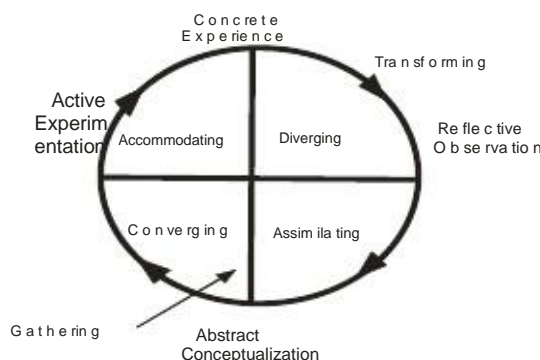 Concrete
Experience
Transforming
Active
Experim
entation
Reflective
Observation
Accommodating
Diverging
Converging
Assimilating
Gathering
Abstract
Conceptualization